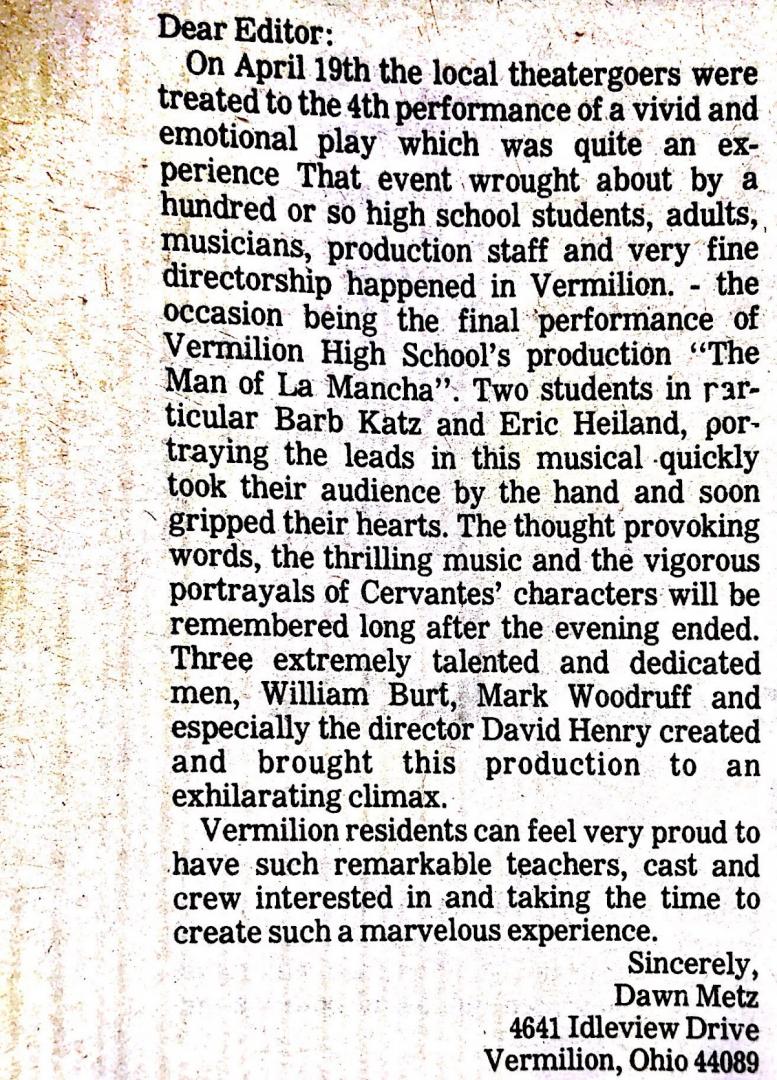 Dear Editor:
On April 19th the local theatergoers were
treated to the 4th performance of a vivid and
emotional play which was quite an ex-
perience That event wrought about by a
hundred or so high school students, adults,
musicians, production staff and very fine
directorship happened in Vermilion. - the
occasion being the final performance of
Vermilion High School's production “The
Man of La Mancha”. Two students in par-
ticular Barb Katz and Eric Heiland, por-
traying the leads in this musical quickly
took their audience by the hand and soon
gripped their hearts. The thought provoking
words, the thrilling music and the vigorous
portrayals of Cervantes’ characters will be
remembered long after the evening ended.
Three extremely talented and dedicated
men, William Burt, Mark Woodruff and
especially the director David Henry created
and brought this production to an
exhilarating climax.
Vermilion residents can feel very proud to
have such remarkable teachers, cast and
crew interested in and taking the time to
create such a marvelous experience.
Sincerely,
Dawn Metz
4641 Idleview Drive
Vermilion, Ohio 44089